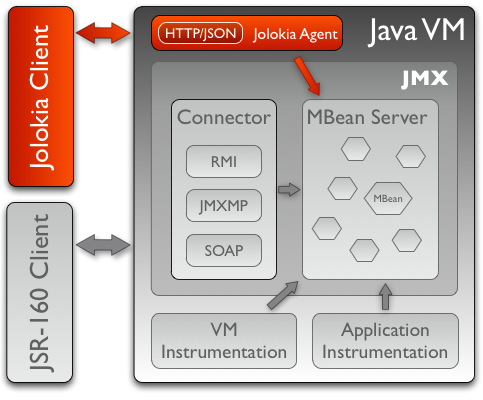 Jolokia Client
HTTP/JSON Jolokia Agent
Java VM
JMX
Connector
RMI
JMXMP
SOAP
MBean Server
MBean
JSR-160 Client
VM
Instrumentation
Application
Instrumentation